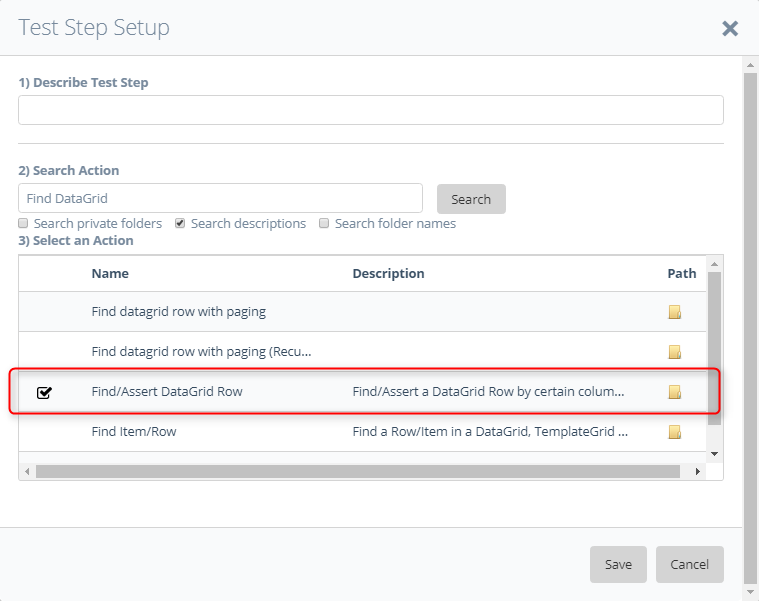 Test Step Setup
1) Describe Test Step
2) Search Action
Find DataGrid
Search
Search private folders
Search descriptions
Search folder names
3) Select an Action
Name Description Path
Find datagrid row with paging
Find datagrid row with paging (Recu...
Find/Assert DataGrid Row Find/Assert a DataGrid Row by certain colum...
Find Item/Row Find a Row/Item in a DataGrid, TemplateGrid ...
Save Cancel